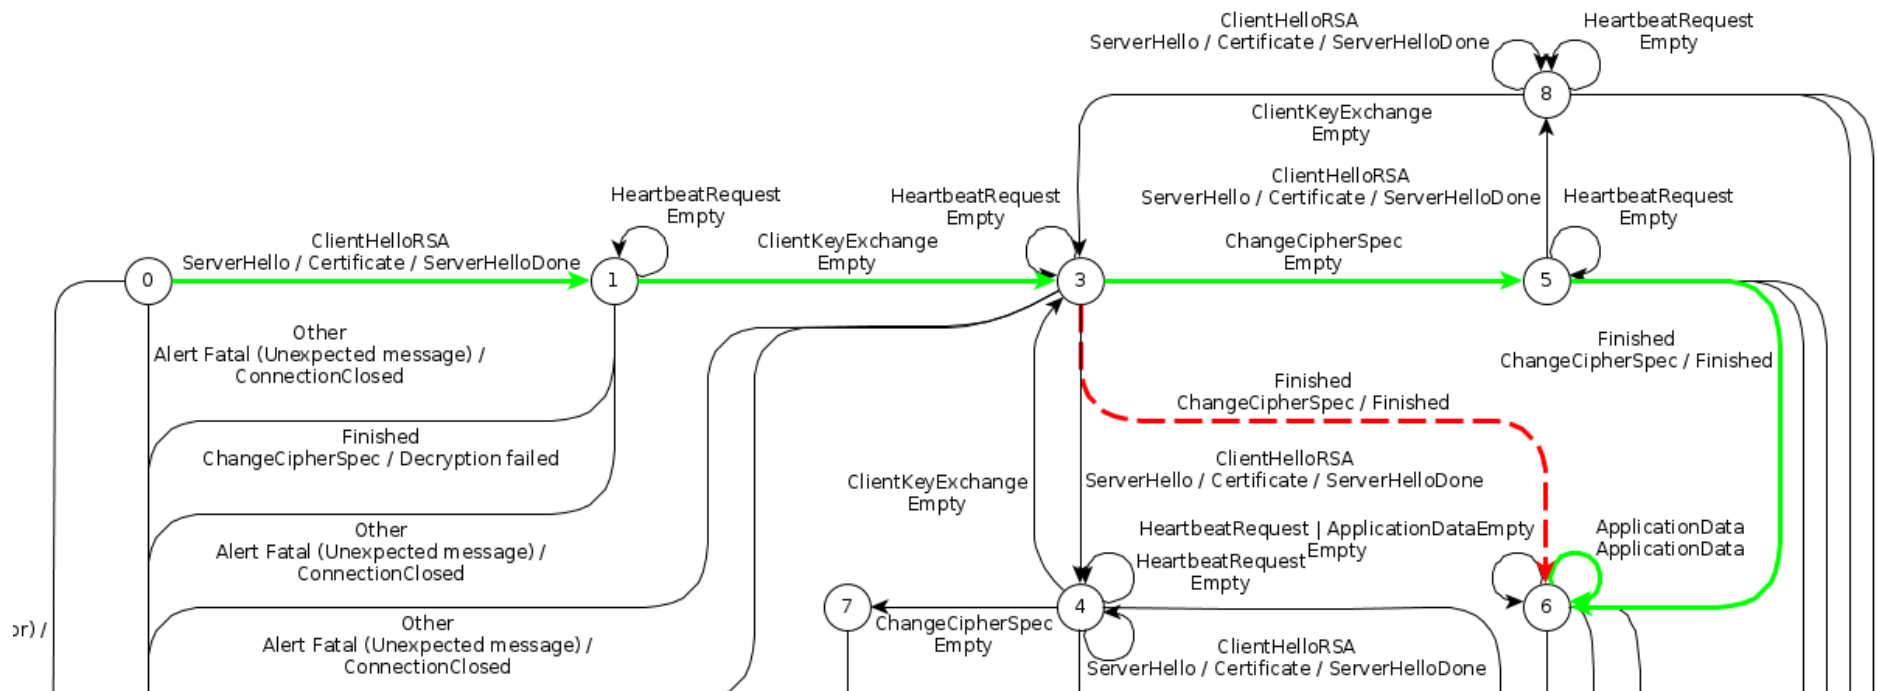 ClientHelloRSA
ServerHello / Certificate / ServerHelloDone
HeartbeatRequest
Empty
8
ClientKeyExchange
Empty
ClientHelloRSA
ServerHello / Certificate / ServerHelloDone
HeartbeatRequest
Empty
HeartbeatRequest
Empty
HeartbeatRequest
Empty
ClientHelloRSA
ServerHello / Certificate / ServerHelloDone
ClientKeyExchange
Empty
ChangeCipherSpec
Empty
0
1
3
5
Other
Alert Fatal (Unexpected message) /
ConnectionClosed
Finished
ChangeCipherSpec / Finished
Finished
ChangeCipherSpec / Finished
Finished
ChangeCipherSpec / Decryption failed
ClientHelloRSA
ServerHello / Certificate / ServerHelloDone
ClientKeyExchange
Empty
Other
Alert Fatal (Unexpected message) /
ConnectionClosed
HeartbeatRequest | ApplicationDataEmpty
Empty
ApplicationData
ApplicationData
HeartbeatRequest
Empty
7
4
6
or) /
Other
Alert Fatal (Unexpected message) /
ConnectionClosed
ChangeCipherSpec
Empty
ClientHelloRSA
ServerHello / Certificate / ServerHelloDone